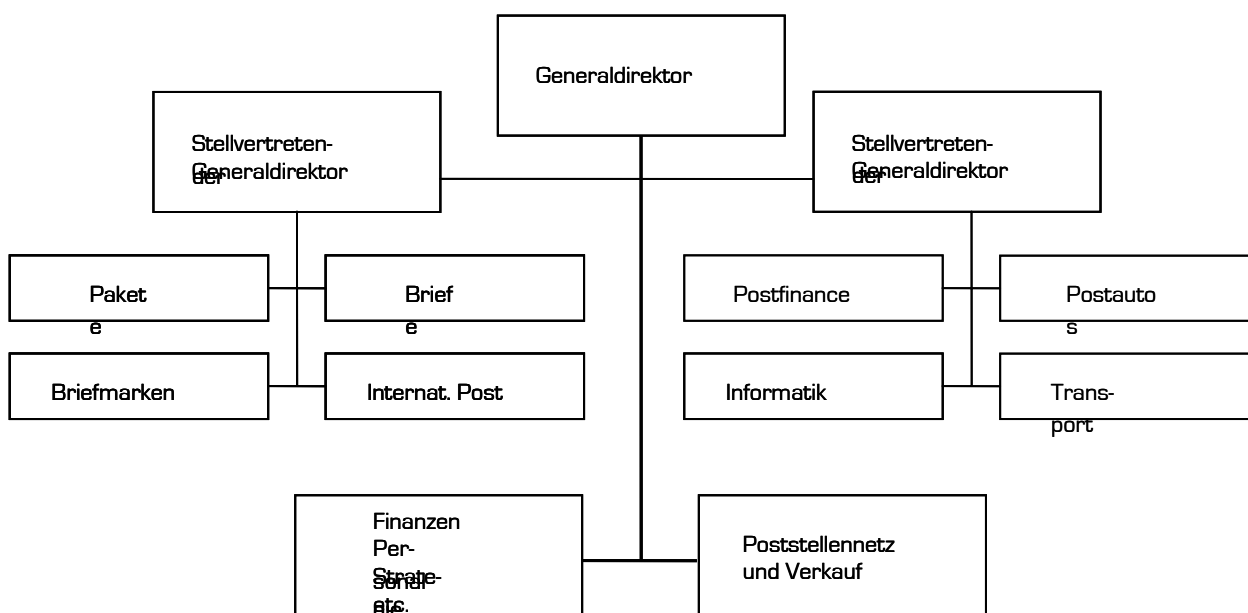 Generaldirektor
Stellvertreten-
der
Generaldirektor
Stellvertreten-
der
Generaldirektor
Paket
e
Brief
e
Postfinance
Postauto
s
Briefmarken
Internat. Post
Informatik
Trans-
port
Finanzen
Per-
sonal
Strate-
gie
etc.
Poststellennetz
und Verkauf